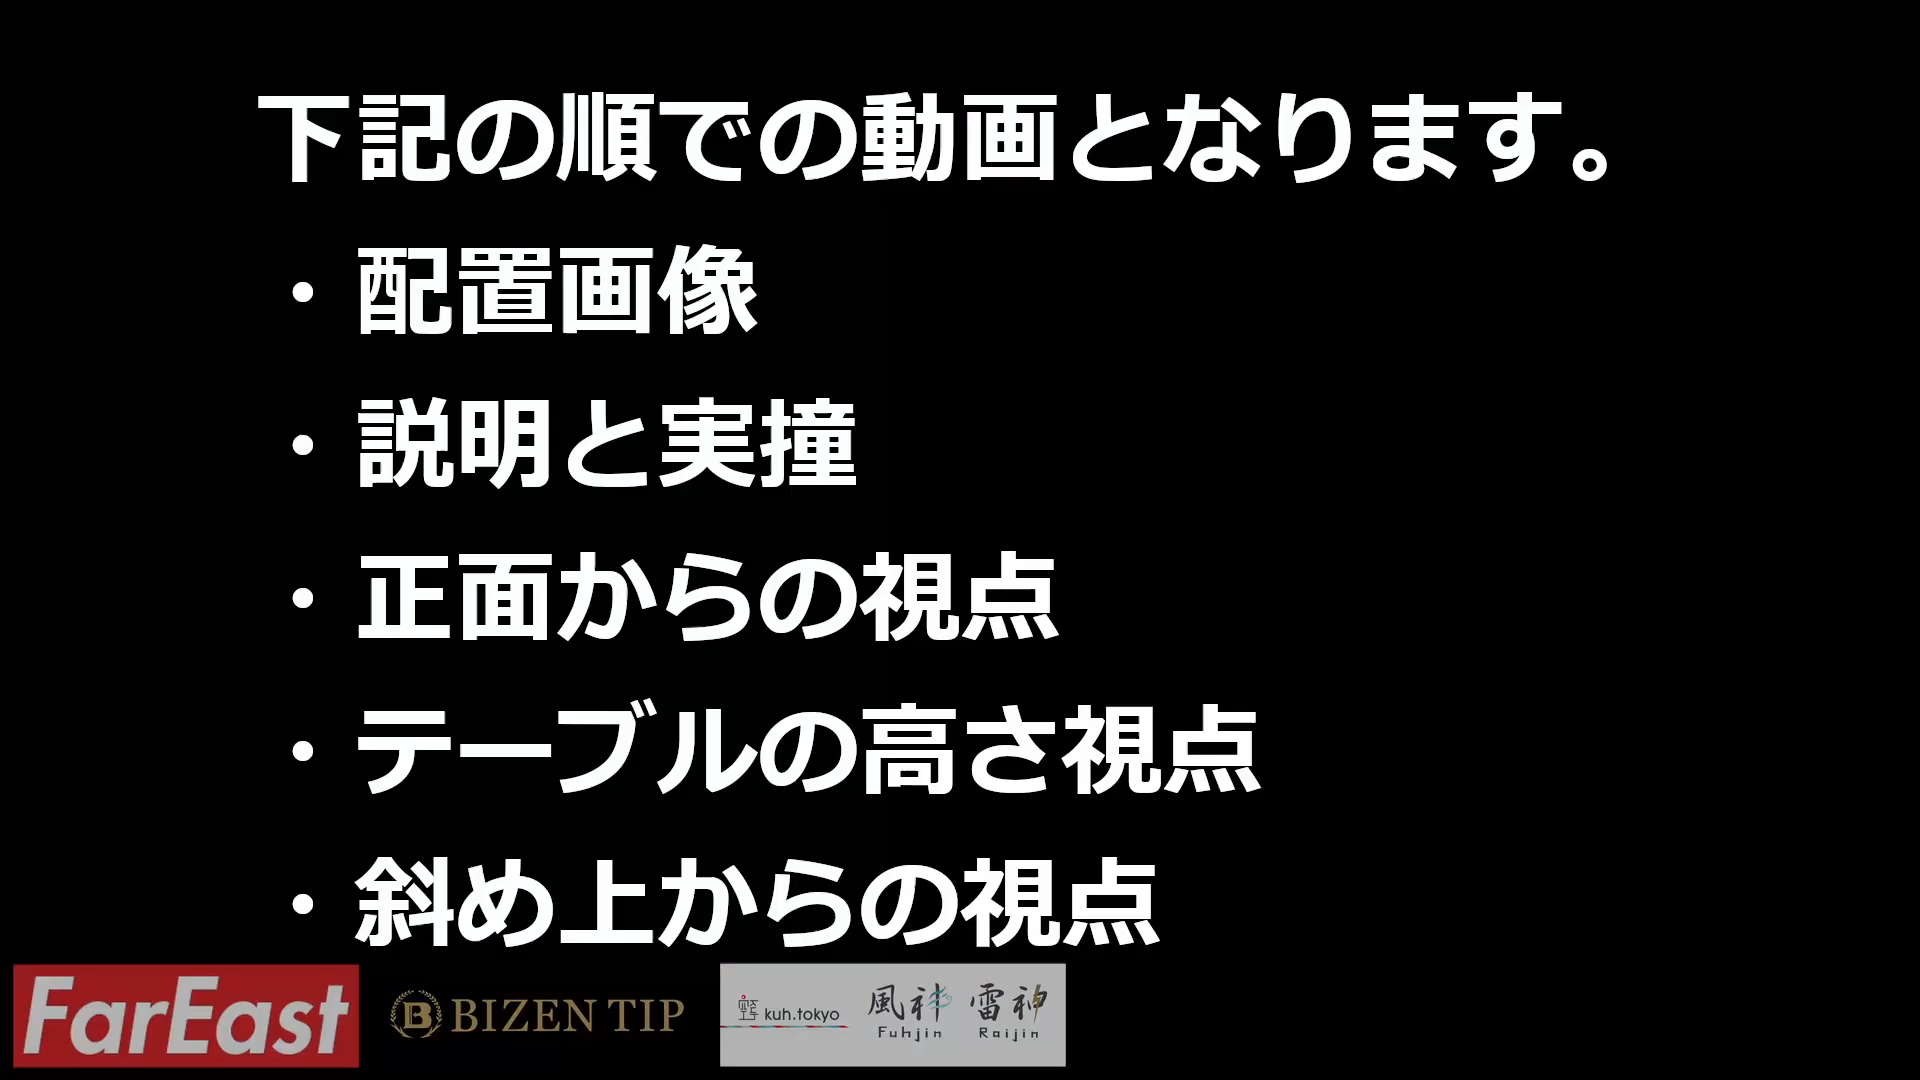 下記の順での動画となります。
・配置画像
・説明と実撞
・正面からの視点
・テーブルの高さ視点
・斜め上からの視点
FarEast
B BIZEN TIP
kuh.tokyo
風神 雷神
Fuhjin Raijin